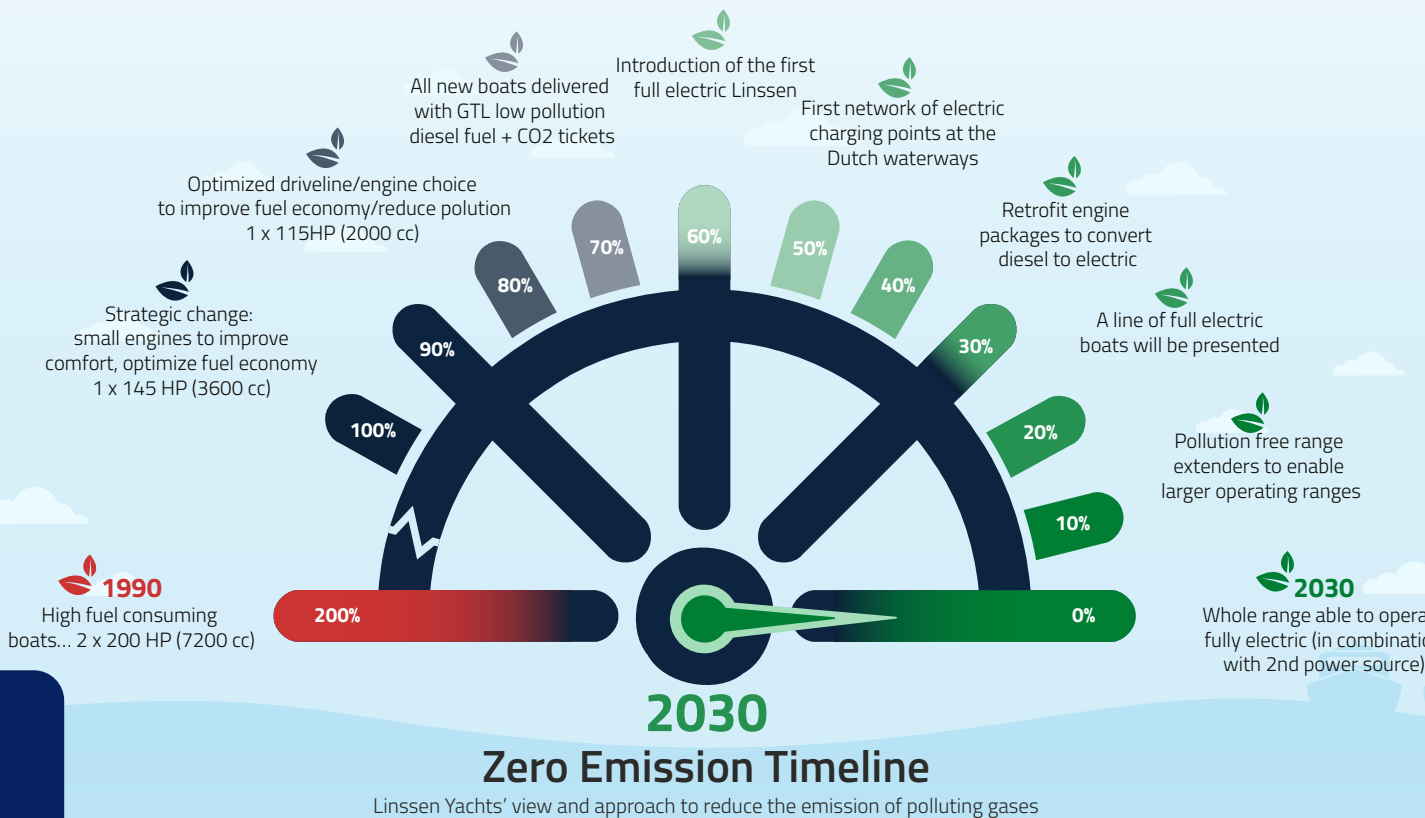 Introduction of the first
full electric Linssen
All new boats delivered
with GTL low pollution
diesel fuel + CO2 tickets
First network of electric
charging points at the
Dutch waterways
Optimized driveline/engine choice
to improve fuel economy/reduce polution
1 x 115HP (2000 cc)
Retrofit engine
packages to convert
diesel to electric
Strategic change:
small engines to improve
comfort, optimize fuel economy
1 x 145 HP (3600 cc)
A line of full electric
boats will be presented
Pollution free range
extenders to enable
larger operating ranges
1990
High fuel consuming
boats... 2 x 200 HP (7200 cc)
200%
100%
90%
80%
70%
60%
50%
40%
30%
20%
10%
0%
2030
Whole range able to opera
fully electric (in combinatio
with 2nd power source)
2030
Zero Emission Timeline
Linssen Yachts' view and approach to reduce the emission of polluting gases